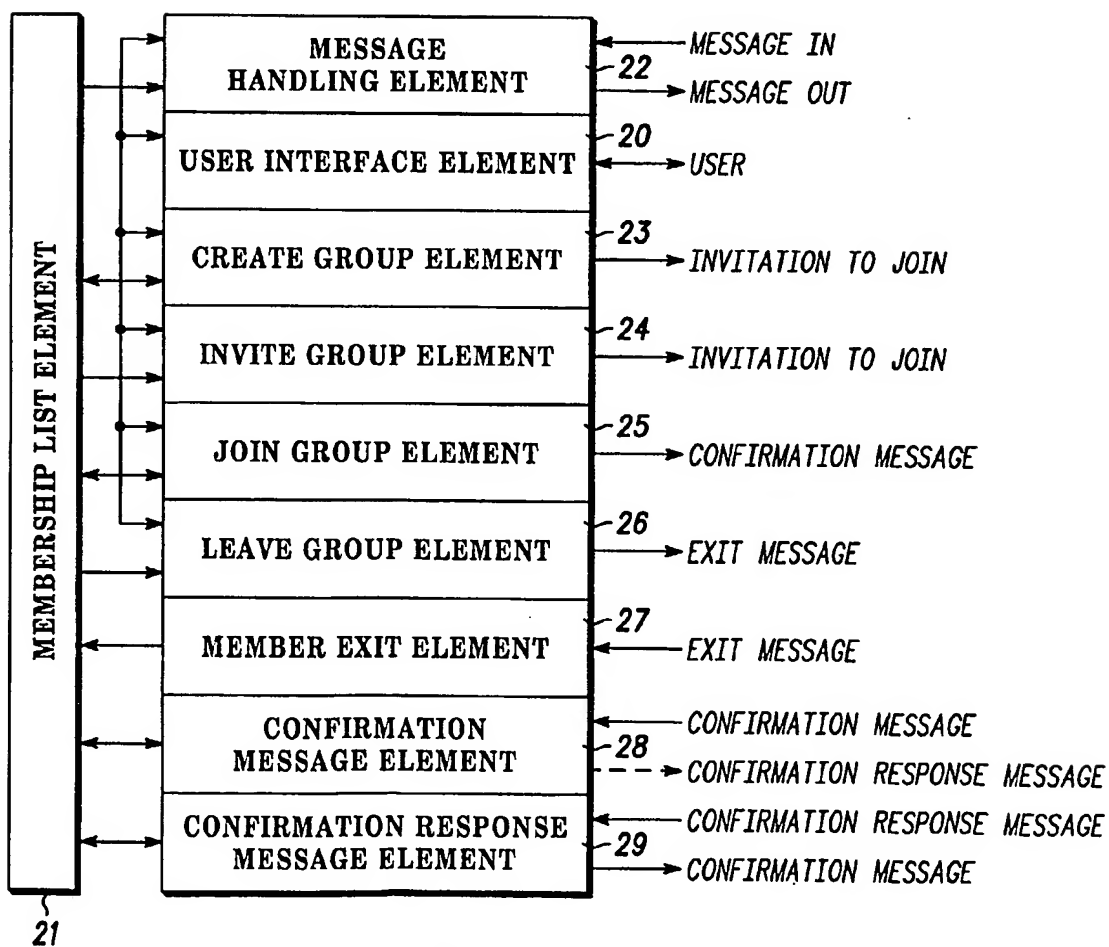 MEMBERSHIP LIST ELEMENT
21
MESSAGE
HANDLING ELEMENT
22
MESSAGE IN
MESSAGE OUT
USER INTERFACE ELEMENT
20
USER
CREATE GROUP ELEMENT
23
INVITATION TO JOIN
INVITE GROUP ELEMENT
24
INVITATION TO JOIN
JOIN GROUP ELEMENT
25
CONFIRMATION MESSAGE
LEAVE GROUP ELEMENT
26
EXIT MESSAGE
MEMBER EXIT ELEMENT
27
EXIT MESSAGE
CONFIRMATION
MESSAGE ELEMENT
28
CONFIRMATION MESSAGE
CONFIRMATION RESPONSE MESSAGE
CONFIRMATION RESPONSE
MESSAGE ELEMENT
29
CONFIRMATION RESPONSE MESSAGE
CONFIRMATION MESSAGE